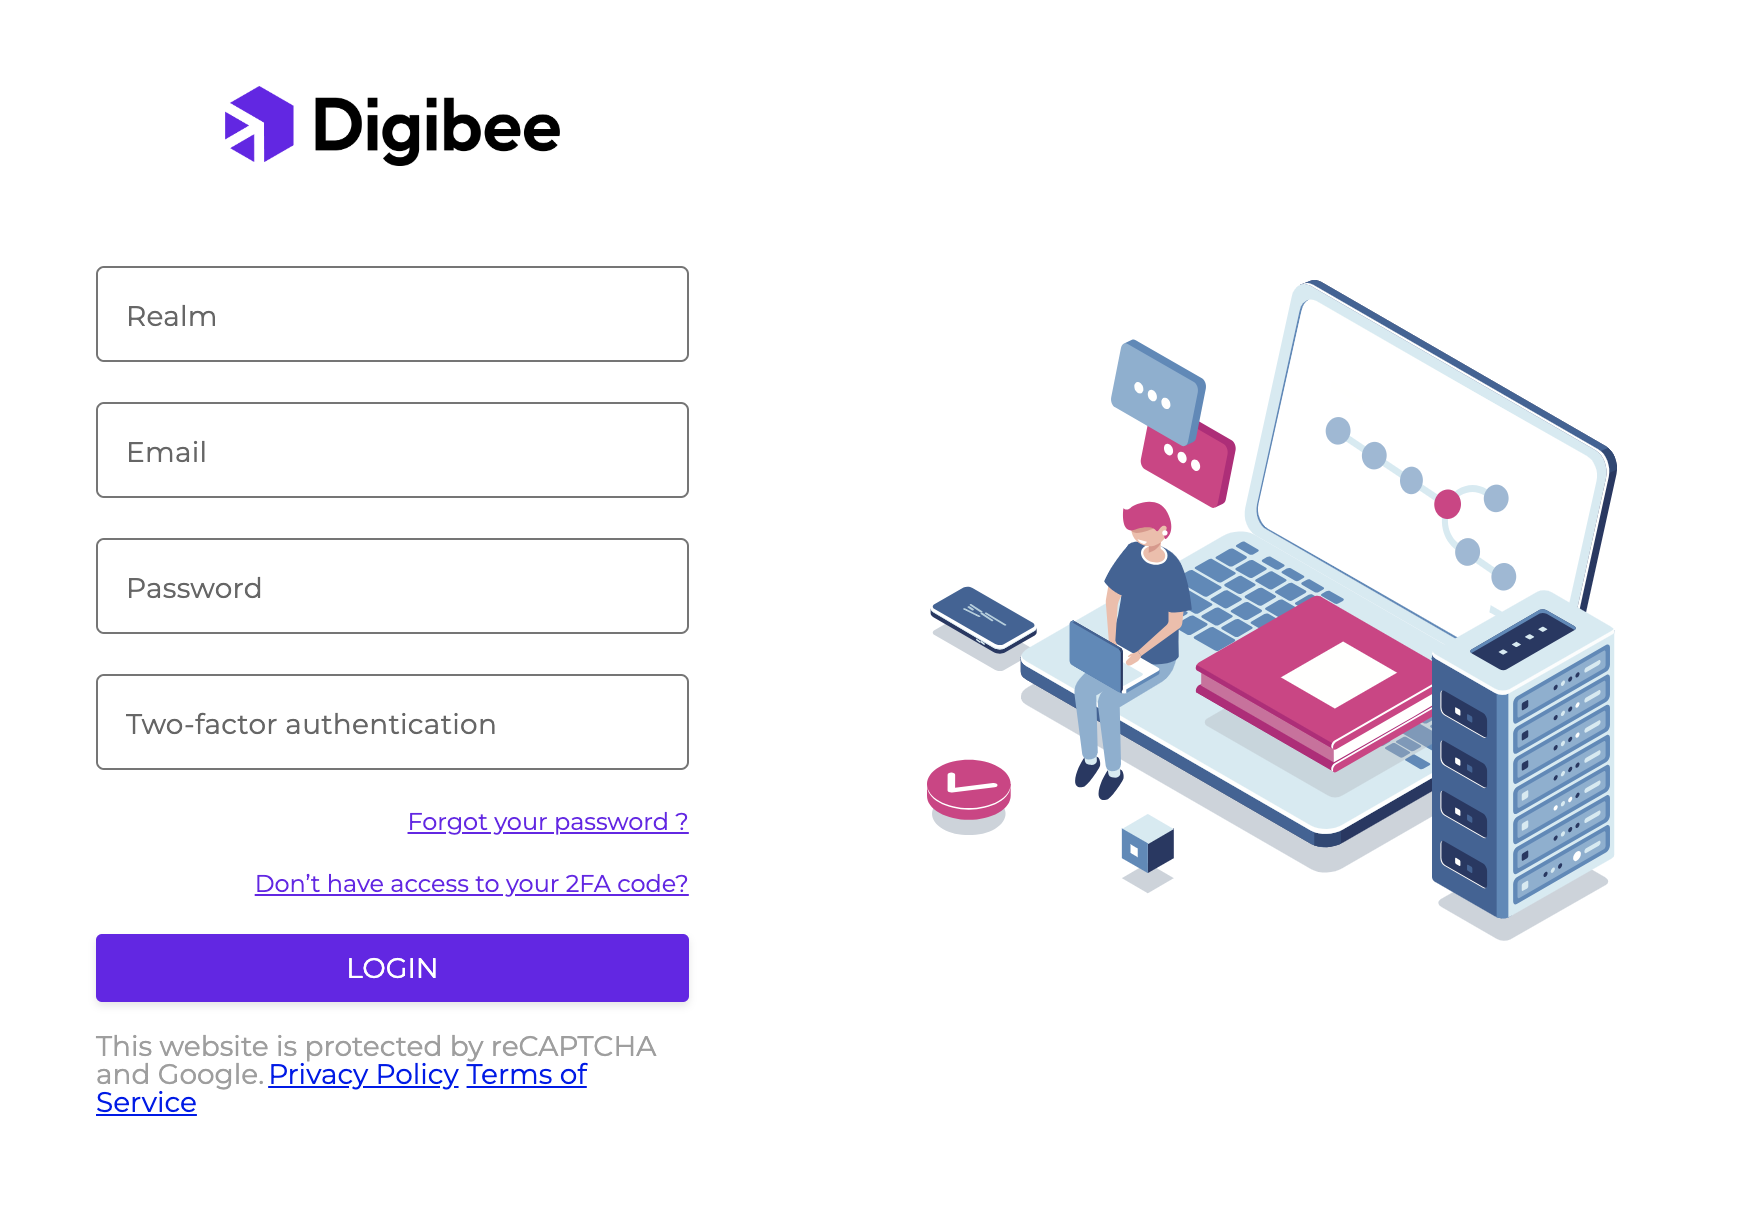 Digibee
Realm
Email
Password
Two-factor authentication
Forgot your password ?
Don’t have access to your 2FA code?
LOGIN
This website is protected by reCAPTCHA
and Google. Privacy Policy Terms of
Service